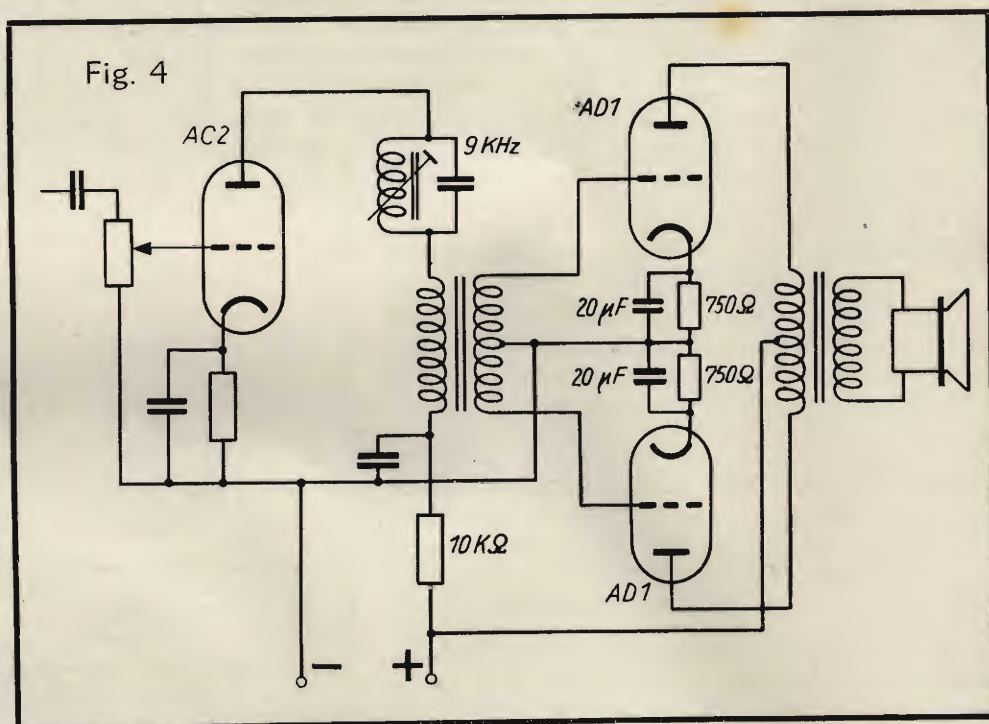 Fig. 4
AC2
9 KHz
AD1
20 µF
750Ω
20 µF
750Ω
10 KΩ
AD1
− +